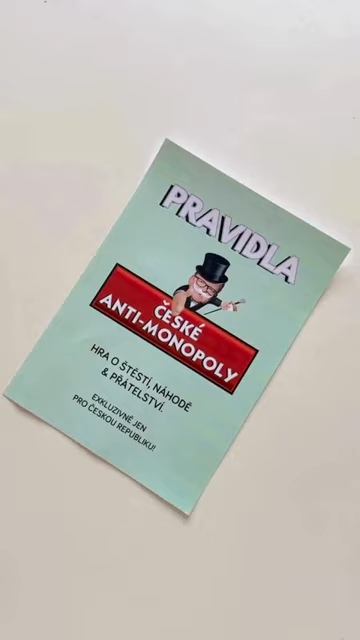 PRAVIDLA
ČESKÉ
ANTI-MONOPOLY
HRA O ŠTĚSTÍ, NÁHODĚ
& PŘÁTELSTVÍ.
EXKLUZIVNĚ JEN
PRO ČESKOU REPUBLIKU!